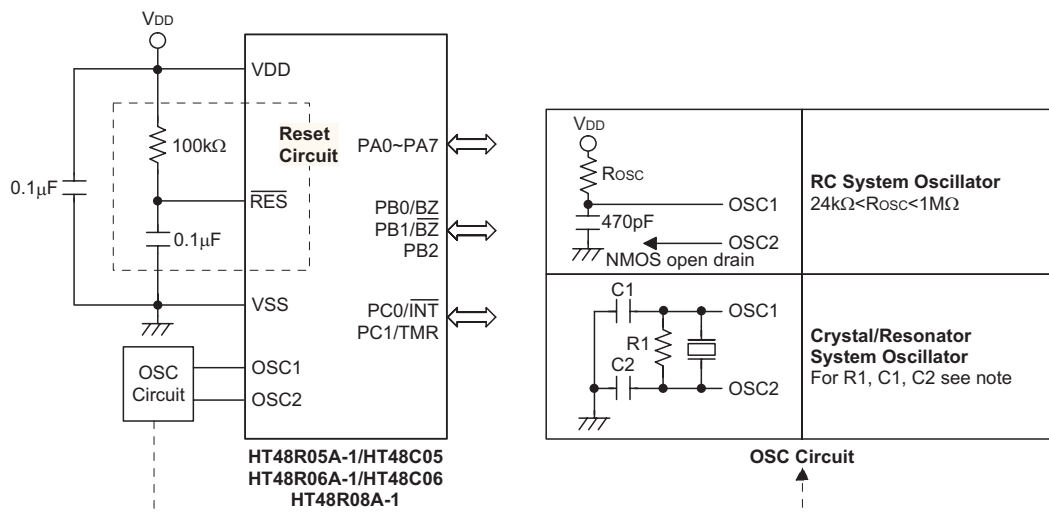 VDD
VDD
Reset
Circuit
100kΩ
PA0~PA7
0.1μF
R̅E̅S̅
0.1μF
PB0/BZ
PB1/B̅Z̅
PB2
VSS
PC0/I̅N̅T̅
PC1/TMR
OSC
Circuit
OSC1
OSC2
HT48R05A-1/HT48C05
HT48R06A-1/HT48C06
HT48R08A-1
VDD
ROSC
OSC1
470pF
OSC2
NMOS open drain
RC System Oscillator
24kΩ<ROSC<1MΩ
C1
OSC1
R1
C2
OSC2
Crystal/Resonator
System Oscillator
For R1, C1, C2 see note
OSC Circuit